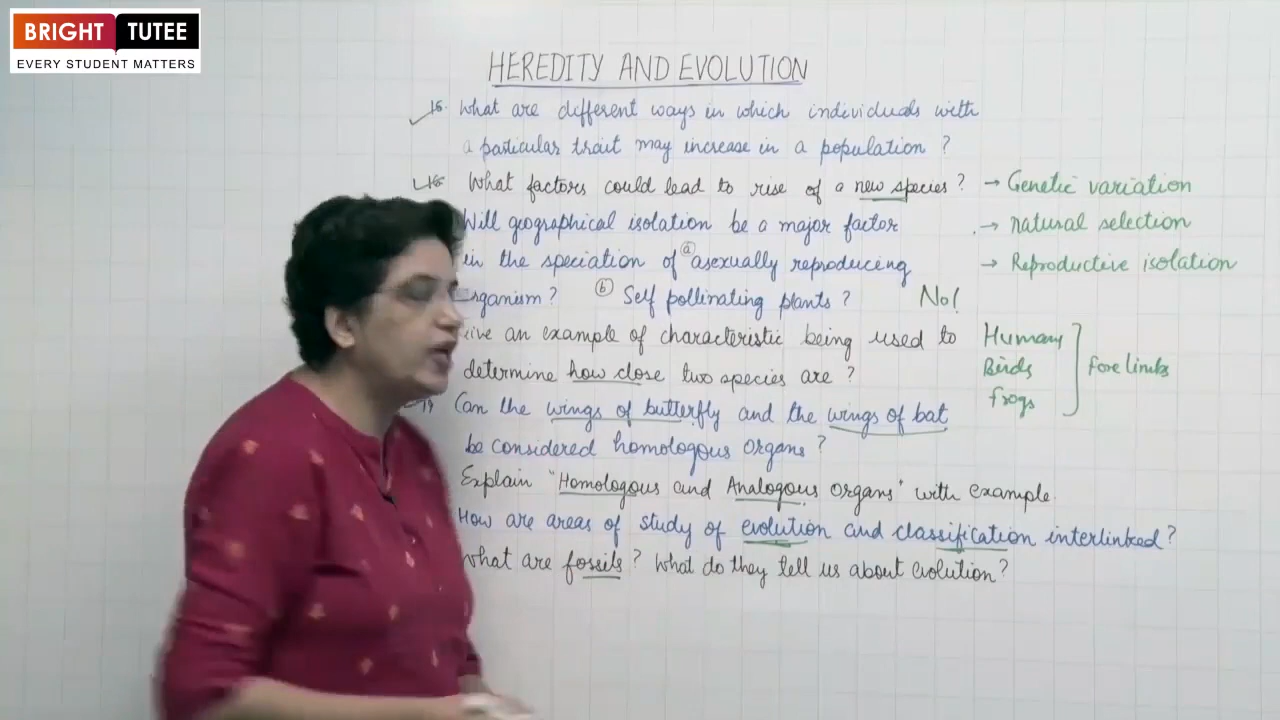 BRIGHT TUTEE
EVERY STUDENT MATTERS
HEREDITY AND EVOLUTION
15. What are different ways in which individuals with
a particular trait may increase in a population ?
16. What factors could lead to rise of a new species ? → Genetic variation
Will geographical isolation be a major factor → natural selection
in the speciation of (a) asexually reproducing → Reproductive isolation
rganism ? (b) Self pollinating plants ? No!
ive an example of characteristic being used to Humans
determine how close two species are ? Birds forelimbs
frogs
19 Can the wings of butterfly and the wings of bat
be considered homologous organs ?
Explain "Homologous and Analogous Organs" with example.
How are areas of study of evolution and classification interlinked ?
What are fossils ? What do they tell us about evolution ?